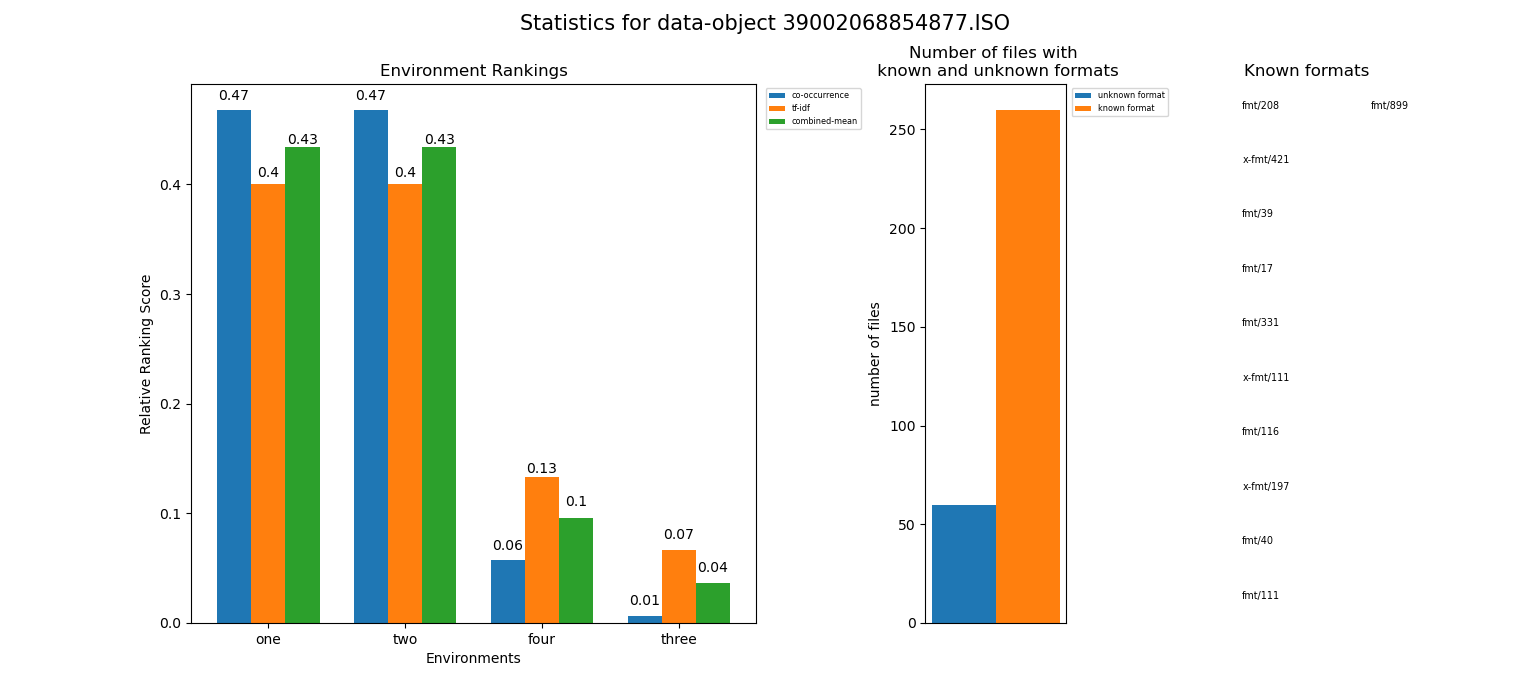 Statistics for data-object 39002068854877.ISO
Environment Rankings
0.47
0.47
0.43
0.43
0.4
0.4
0.13
0.1
0.06
0.07
0.04
0.01
0.4
0.3
0.2
0.1
0.0
Relative Ranking Score
one two four three
Environments
co-occurrence
tf-idf
combined-mean
Number of files with
known and unknown formats
250
200
150
100
50
0
number of files
unknown format
known format
Known formats
fmt/208 fmt/899
x-fmt/421
fmt/39
fmt/17
fmt/331
x-fmt/111
fmt/116
x-fmt/197
fmt/40
fmt/111